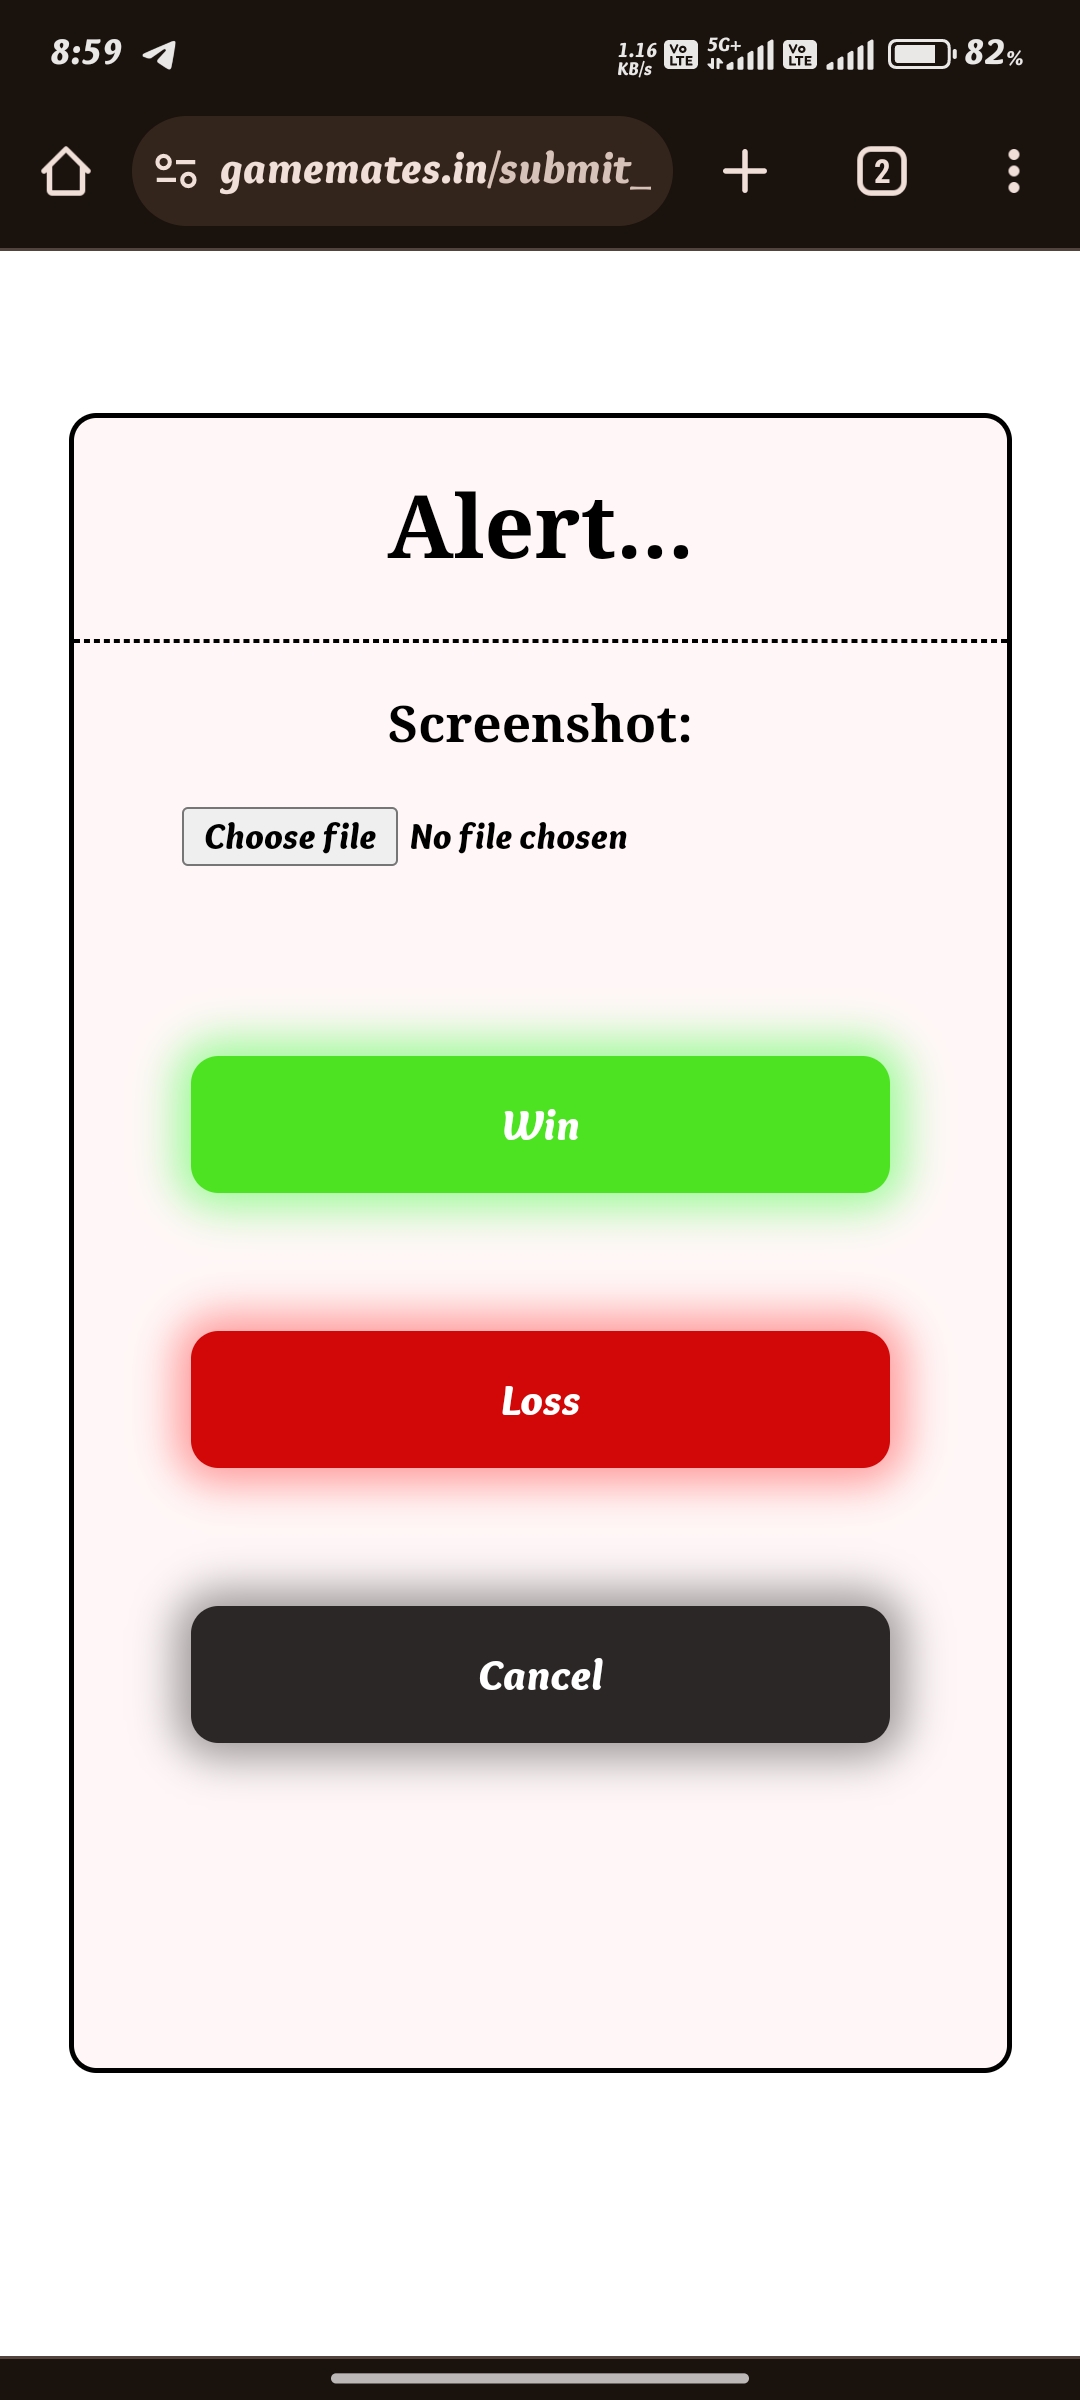 8:59 1.16 KB/s Vo LTE 5G+ Vo LTE 82%
gamemates.in/submit_ 2
Alert...
Screenshot:
Choose file No file chosen
Win
Loss
Cancel